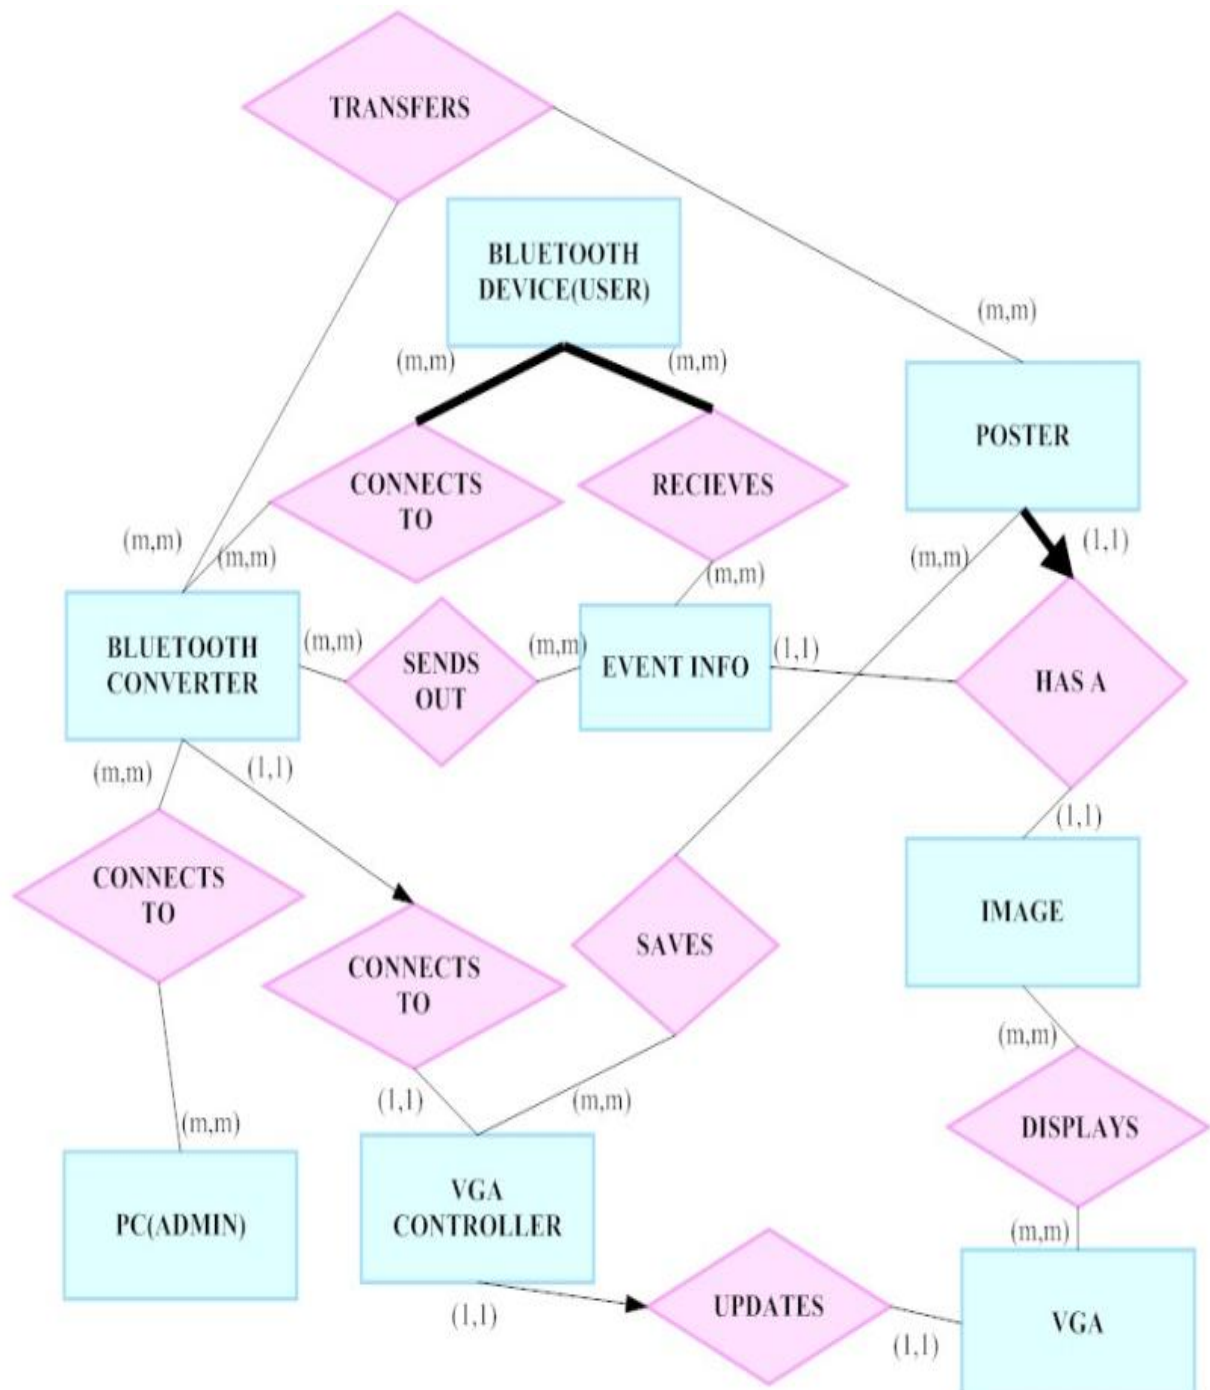 TRANSFERS
BLUETOOTH
DEVICE(USER)
(m,m)
(m,m)
(m,m)
POSTER
CONNECTS
TO
RECIEVES
(m,m)
(m,m)
(m,m)
(1,1)
(m,m)
BLUETOOTH
CONVERTER
(m,m)
SENDS
OUT
(m,m)
EVENT INFO
(1,1)
HAS A
(m,m)
(1,1)
(1,1)
CONNECTS
TO
IMAGE
SAVES
CONNECTS
TO
(m,m)
(1,1)
(m,m)
(m,m)
DISPLAYS
PC(ADMIN)
VGA
CONTROLLER
(m,m)
(1,1)
UPDATES
(1,1)
VGA